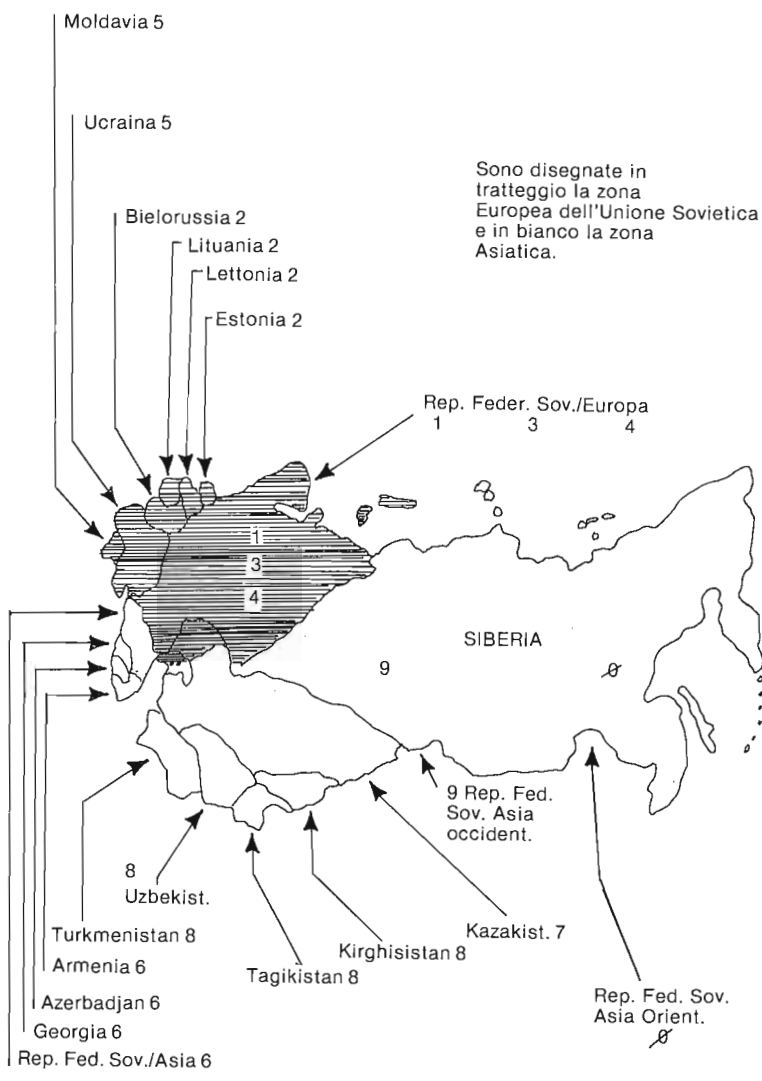 Moldavia 5
Ucraina 5
Sono disegnate in
tratteggio la zona
Europea dell'Unione Sovietica
e in bianco la zona
Asiatica.
Bielorussia 2
Lituania 2
Lettonia 2
Estonia 2
Rep. Feder. Sov./Europa
1 3 4
1
3
4
SIBERIA
9
Ø
9 Rep. Fed.
Sov. Asia
occident.
8
Uzbekist.
Turkmenistan 8
Kirghisistan 8
Kazakist. 7
Armenia 6
Tagikistan 8
Azerbadjan 6
Georgia 6
Rep. Fed. Sov./Asia 6
Rep. Fed. Sov.
Asia Orient.
Ø